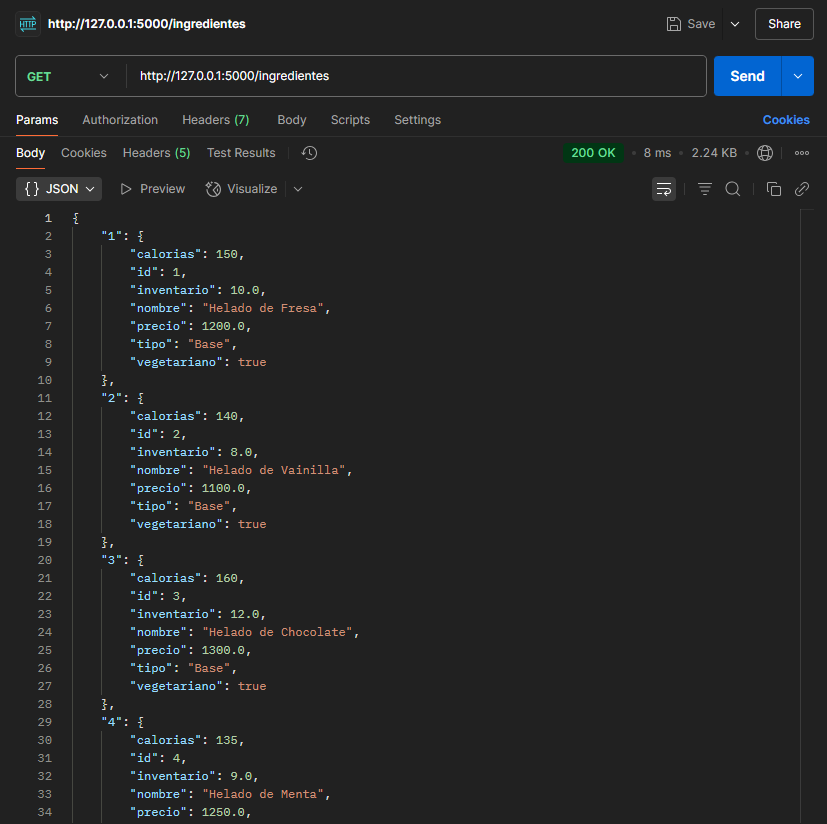 HTTP http://127.0.0.1:5000/ingredientes Save Share
GET http://127.0.0.1:5000/ingredientes Send
Params Authorization Headers (7) Body Scripts Settings Cookies
Body Cookies Headers (5) Test Results 200 OK • 8 ms • 2.24 KB •
{} JSON Preview Visualize
1 {
2 "1": {
3 "calorias": 150,
4 "id": 1,
5 "inventario": 10.0,
6 "nombre": "Helado de Fresa",
7 "precio": 1200.0,
8 "tipo": "Base",
9 "vegetariano": true
10 },
11 "2": {
12 "calorias": 140,
13 "id": 2,
14 "inventario": 8.0,
15 "nombre": "Helado de Vainilla",
16 "precio": 1100.0,
17 "tipo": "Base",
18 "vegetariano": true
19 },
20 "3": {
21 "calorias": 160,
22 "id": 3,
23 "inventario": 12.0,
24 "nombre": "Helado de Chocolate",
25 "precio": 1300.0,
26 "tipo": "Base",
27 "vegetariano": true
28 },
29 "4": {
30 "calorias": 135,
31 "id": 4,
32 "inventario": 9.0,
33 "nombre": "Helado de Menta",
34 "precio": 1250.0,